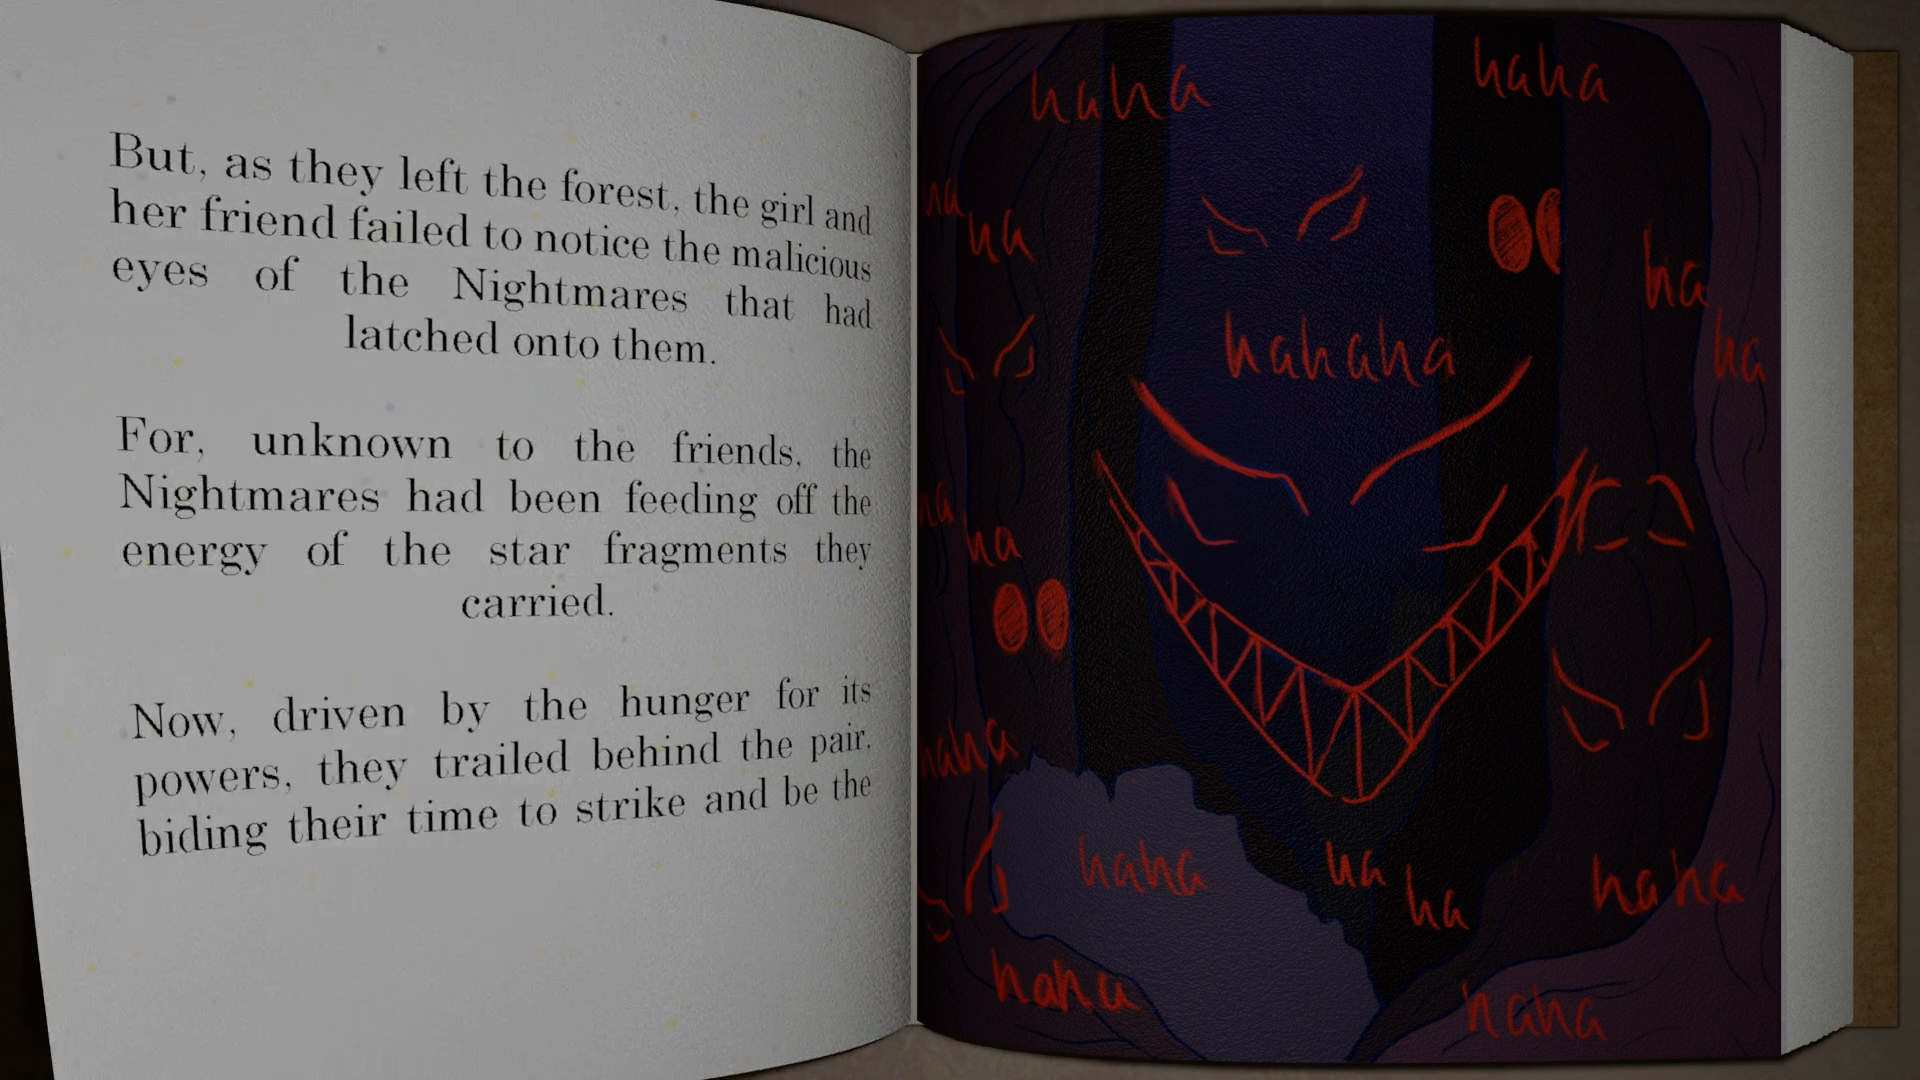 But, as they left the forest, the girl and
her friend failed to notice the malicious
eyes of the Nightmares that had
latched onto them.
For, unknown to the friends, the
Nightmares had been feeding off the
energy of the star fragments they
carried.
Now, driven by the hunger for its
powers, they trailed behind the pair,
biding their time to strike and be the
haha
haha
ha
ha
ha
ha
ha
hahaha
ha
ha
haha
haha
ha
ha
haha
haha
haha